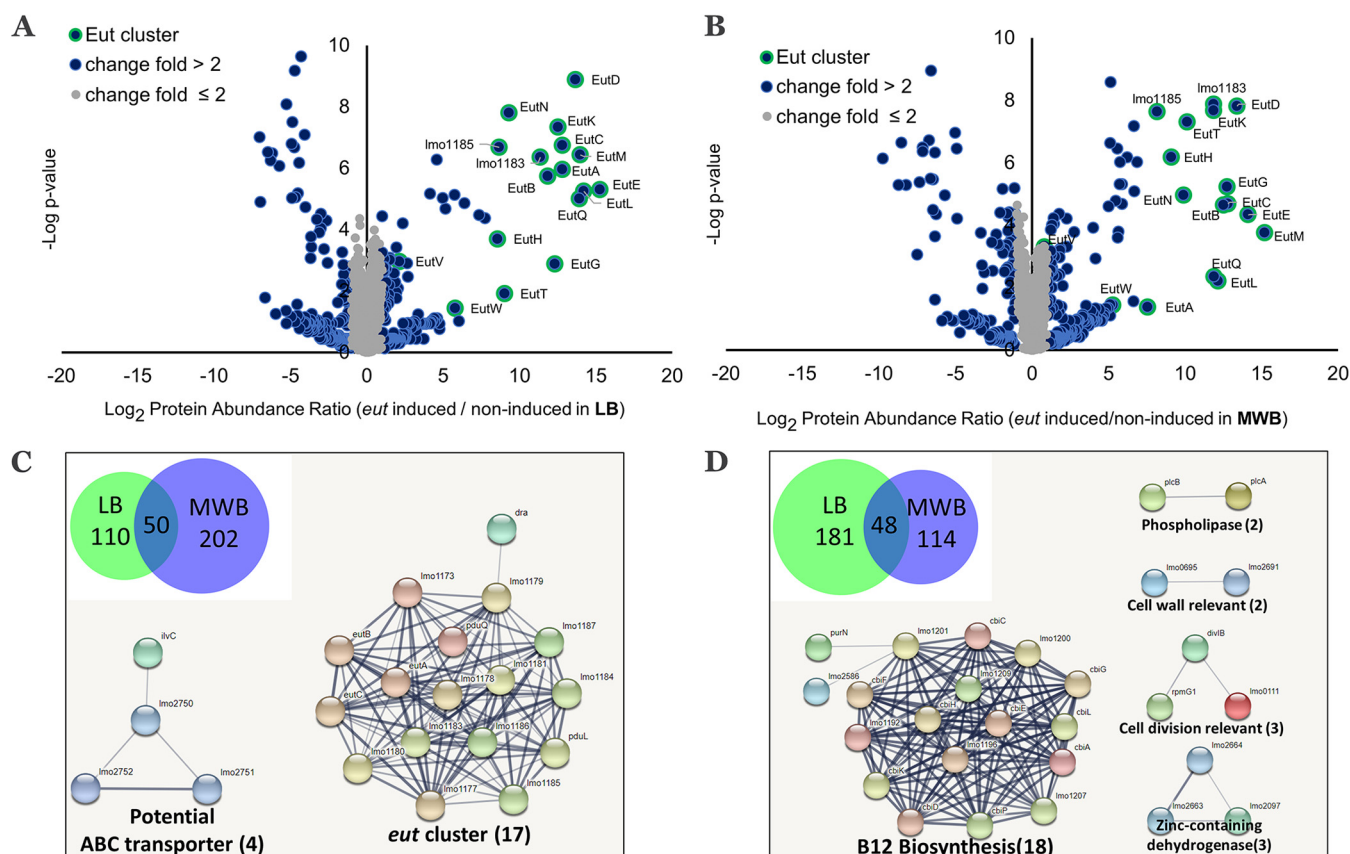 A
Eut cluster
change fold > 2
change fold ≤ 2
-Log p-value
10
8
6
4
2
0
-20
-15
-10
-5
0
5
10
15
20
EutD
EutN
EutK
lmo1185
EutC
lmo1183
EutM
EutA
EutB
EutE
EutL
EutQ
EutH
EutV
EutG
EutT
EutW
Log2 Protein Abundance Ratio (eut induced / non-induced in LB)
B
Eut cluster
change fold > 2
change fold ≤ 2
-Log p-value
10
8
6
4
2
0
-20
-15
-10
-5
0
5
10
15
20
lmo1183
lmo1185
EutD
EutK
EutT
EutH
EutG
EutN
EutC
EutB
EutE
EutM
EutV
EutQ
EutL
EutW
EutA
Log2 Protein Abundance Ratio (eut induced/non-induced in MWB)
C
LB
110
50
MWB
202
dra
lmo1173
lmo1179
eutB
pduQ
lmo1187
eutA
lmo1181
lmo1178
lmo1184
eutC
lmo1183
lmo1186
pduL
lmo1180
lmo1177
lmo1185
eut cluster (17)
ilvC
lmo2750
lmo2752
lmo2751
Potential
ABC transporter (4)
D
LB
181
48
MWB
114
plcB
plcA
Phospholipase (2)
lmo0695
lmo2691
Cell wall relevant (2)
divIB
rpmG1
lmo0111
Cell division relevant (3)
lmo2664
lmo2663
lmo2097
Zinc-containing
dehydrogenase(3)
purN
lmo1201
cbiC
lmo1200
lmo2586
cbiF
lmo1209
cbiG
cbiH
cbiE
cbiL
lmo1192
lmo1196
cbiA
cbiK
cbiD
cbiP
lmo1207
B12 Biosynthesis(18)